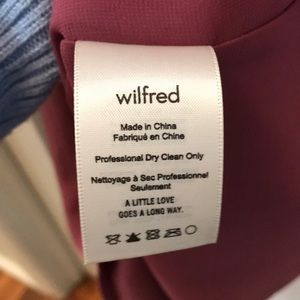 wilfred
Made in China
Fabriqué en Chine
Professional Dry Clean Only
Nettoyags à Sec Professionnel
Seulement
A LITTLE LOVE
GOES A LONG WAY.